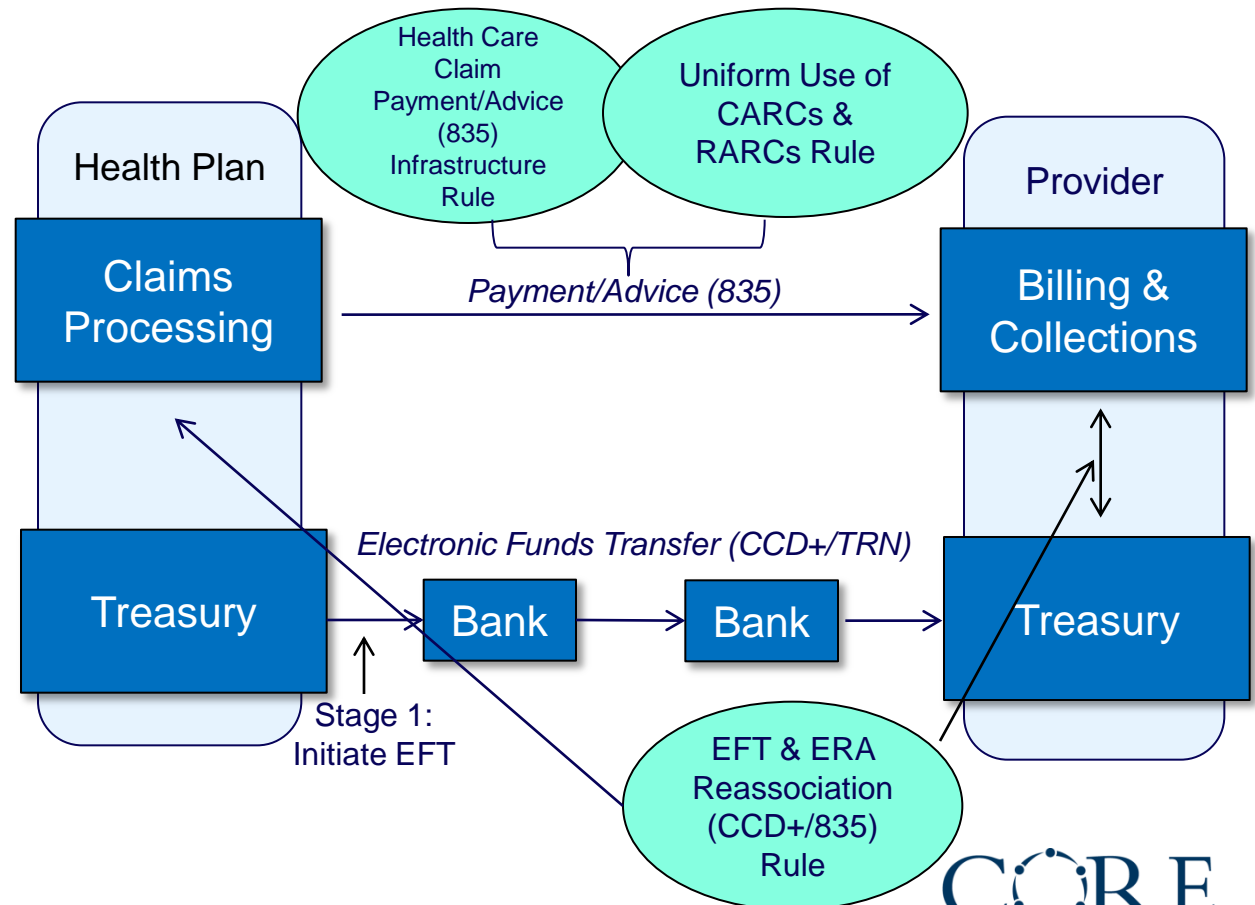 Health Care
Claim
Payment/Advice
(835)
Infrastructure
Rule
Uniform Use of
CARCs &
RARCs Rule
Health Plan
Provider
Claims
Processing
Payment/Advice (835)
Billing &
Collections
Electronic Funds Transfer (CCD+/TRN)
Treasury
Bank
Bank
Treasury
Stage 1:
Initiate EFT
EFT & ERA
Reassociation
(CCD+/835)
Rule
CORE